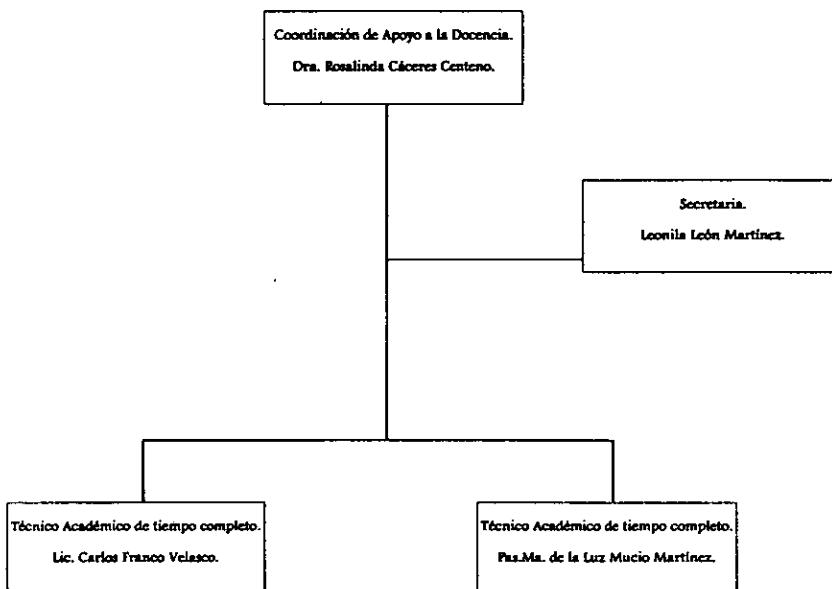 Coordinación de Apoyo a la Docencia.
Dra. Rosalinda Cáceres Centeno.
Secretaria.
Leonila León Martínez.
Técnico Académico de tiempo completo.
Lic. Carlos Franco Velasco.
Técnico Académico de tiempo completo.
Pas.Ma. de la Luz Mucio Martínez.